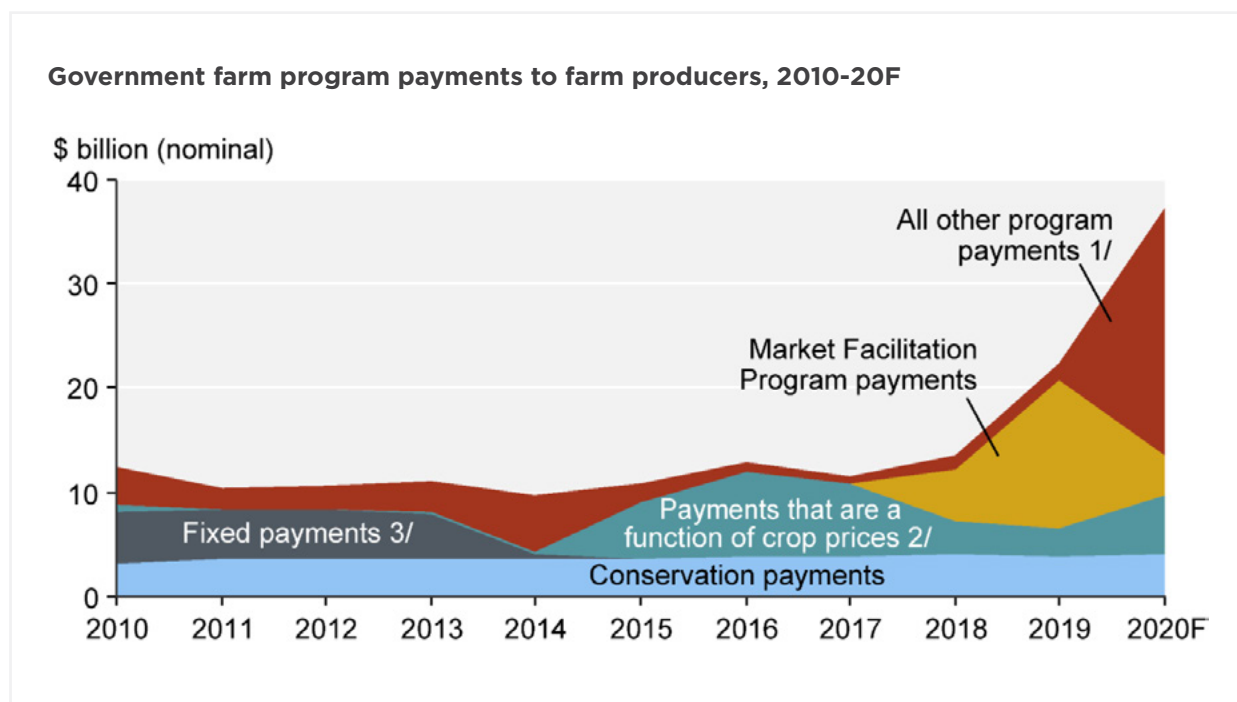 Government farm program payments to farm producers, 2010-20F
$ billion (nominal)
40
30
20
10
0
All other program
payments 1/
Market Facilitation
Program payments
Payments that are a
function of crop prices 2/
Fixed payments 3/
Conservation payments
2010 2011 2012 2013 2014 2015 2016 2017 2018 2019 2020F